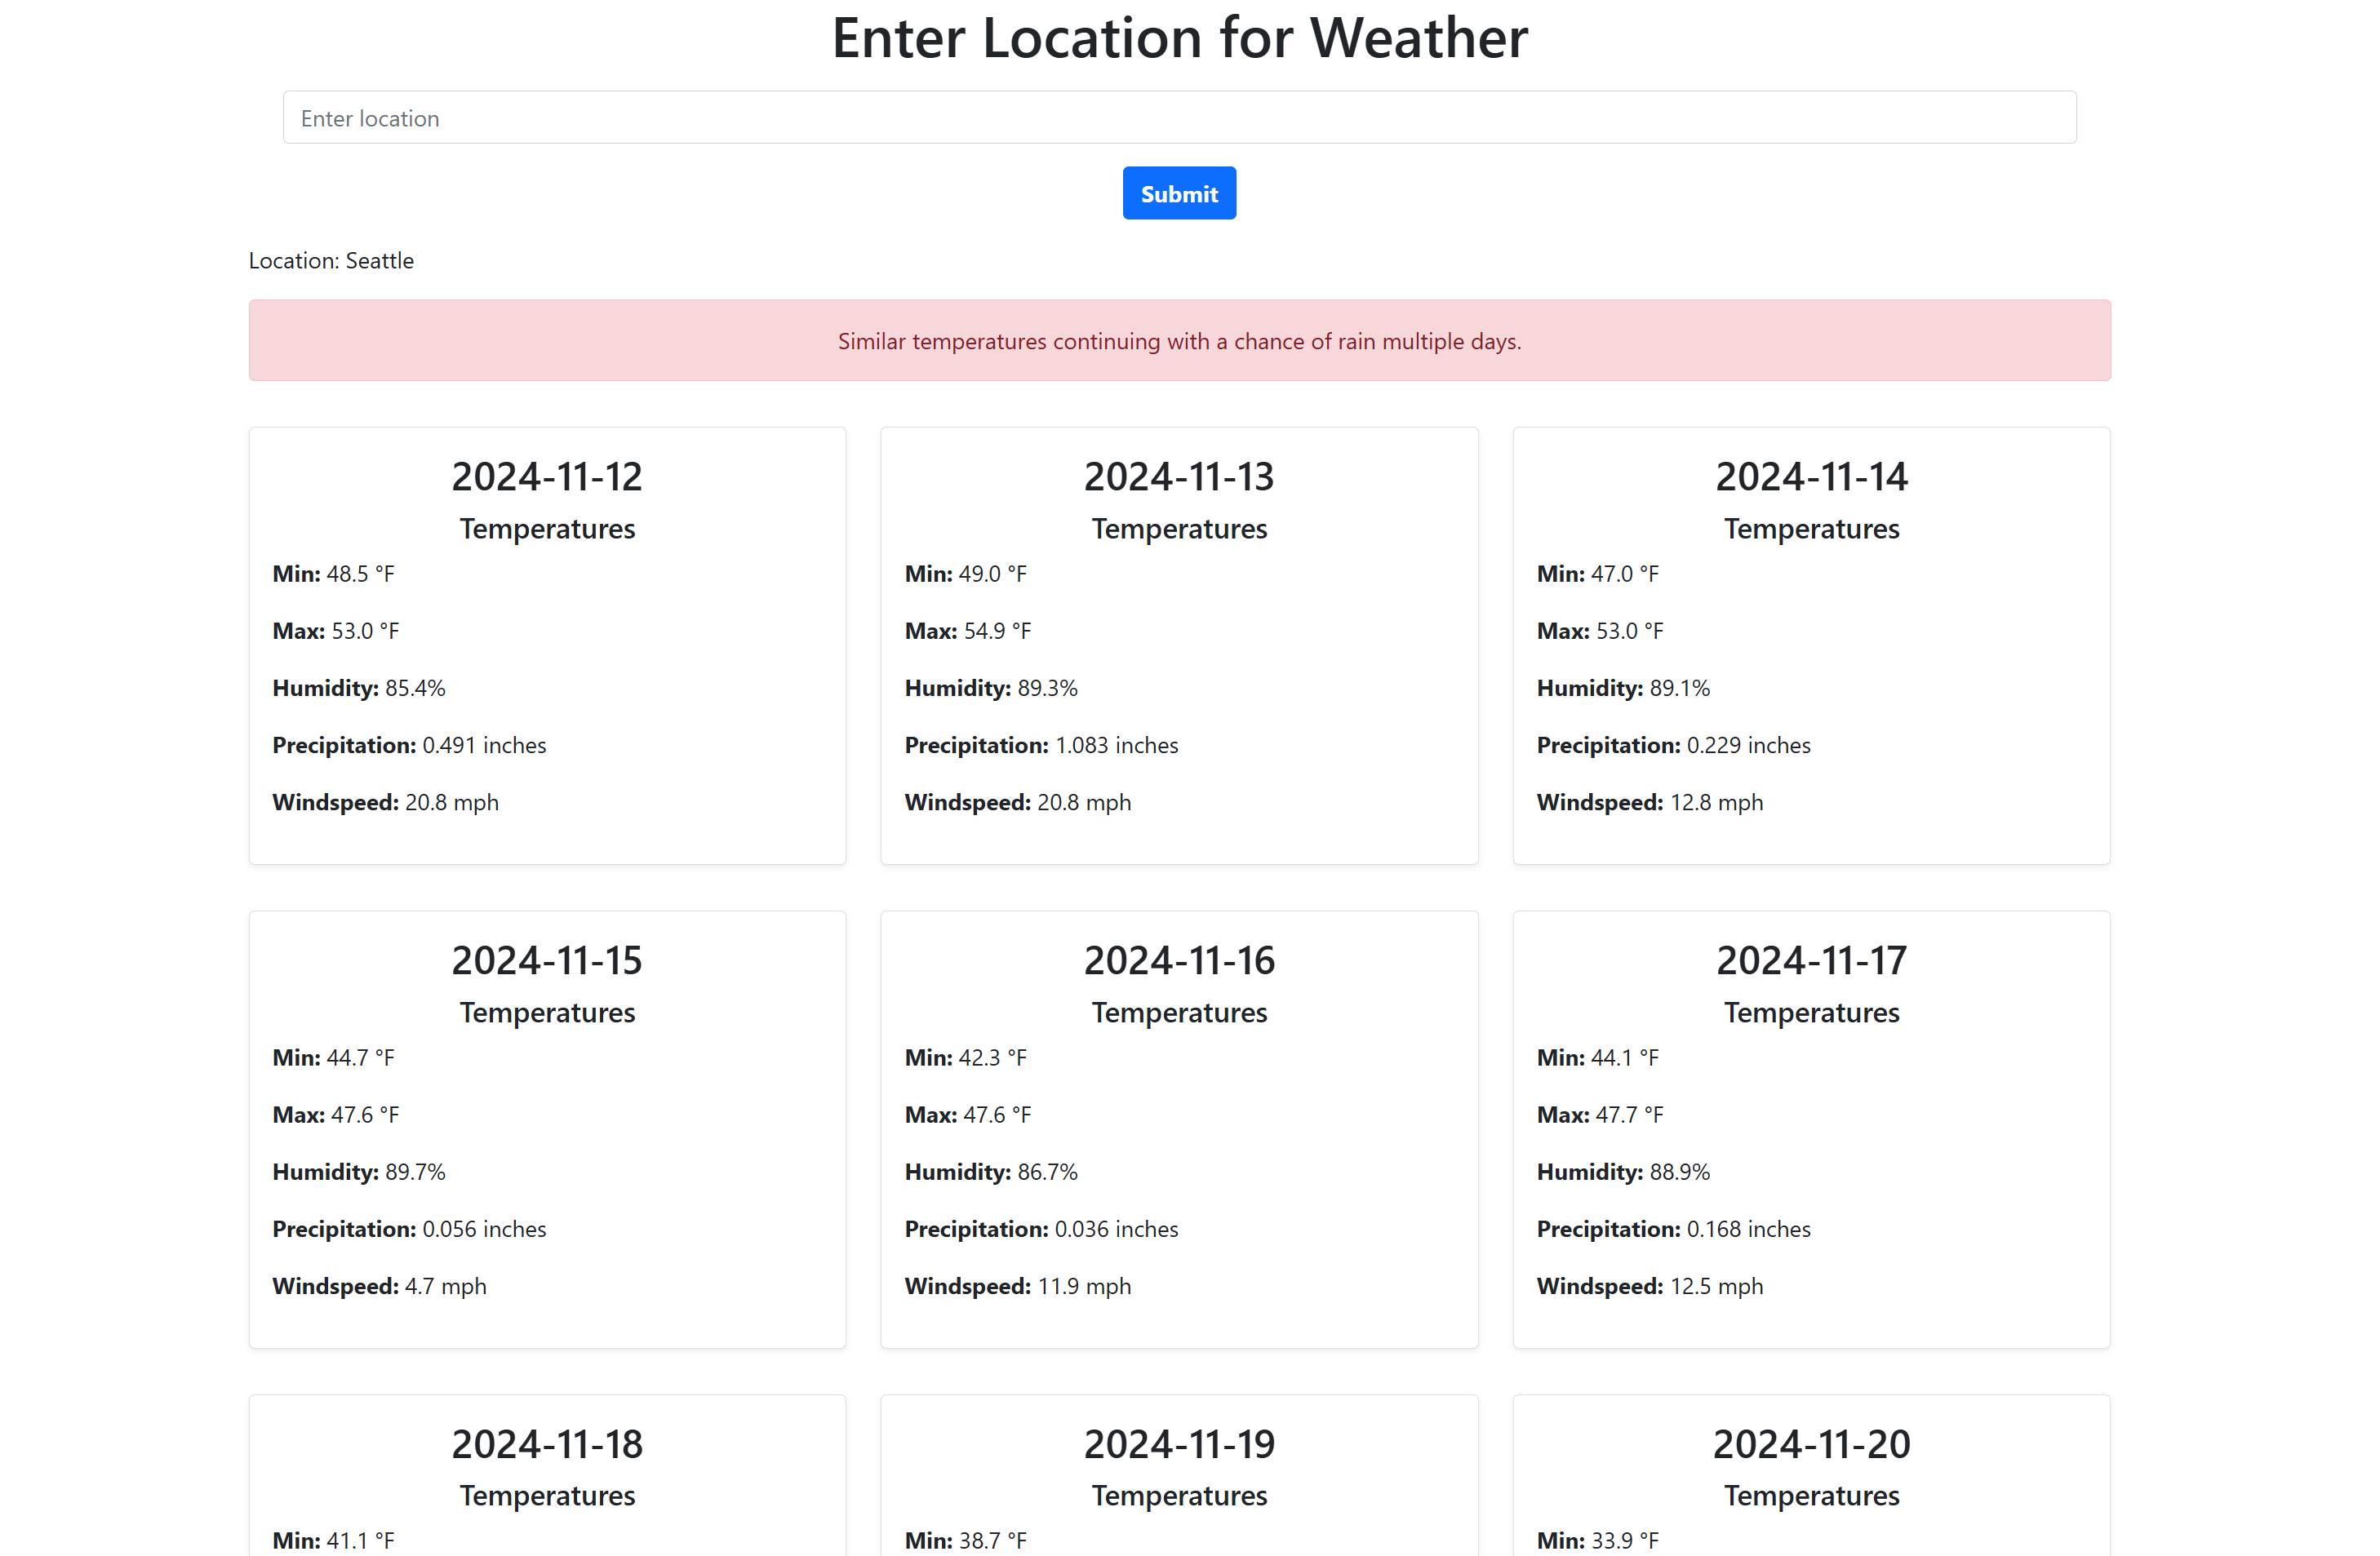 Enter Location for Weather
Enter location
Submit
Location: Seattle
Similar temperatures continuing with a chance of rain multiple days.
2024-11-12
Temperatures
Min: 48.5 °F
Max: 53.0 °F
Humidity: 85.4%
Precipitation: 0.491 inches
Windspeed: 20.8 mph
2024-11-13
Temperatures
Min: 49.0 °F
Max: 54.9 °F
Humidity: 89.3%
Precipitation: 1.083 inches
Windspeed: 20.8 mph
2024-11-14
Temperatures
Min: 47.0 °F
Max: 53.0 °F
Humidity: 89.1%
Precipitation: 0.229 inches
Windspeed: 12.8 mph
2024-11-15
Temperatures
Min: 44.7 °F
Max: 47.6 °F
Humidity: 89.7%
Precipitation: 0.056 inches
Windspeed: 4.7 mph
2024-11-16
Temperatures
Min: 42.3 °F
Max: 47.6 °F
Humidity: 86.7%
Precipitation: 0.036 inches
Windspeed: 11.9 mph
2024-11-17
Temperatures
Min: 44.1 °F
Max: 47.7 °F
Humidity: 88.9%
Precipitation: 0.168 inches
Windspeed: 12.5 mph
2024-11-18
Temperatures
Min: 41.1 °F
2024-11-19
Temperatures
Min: 38.7 °F
2024-11-20
Temperatures
Min: 33.9 °F